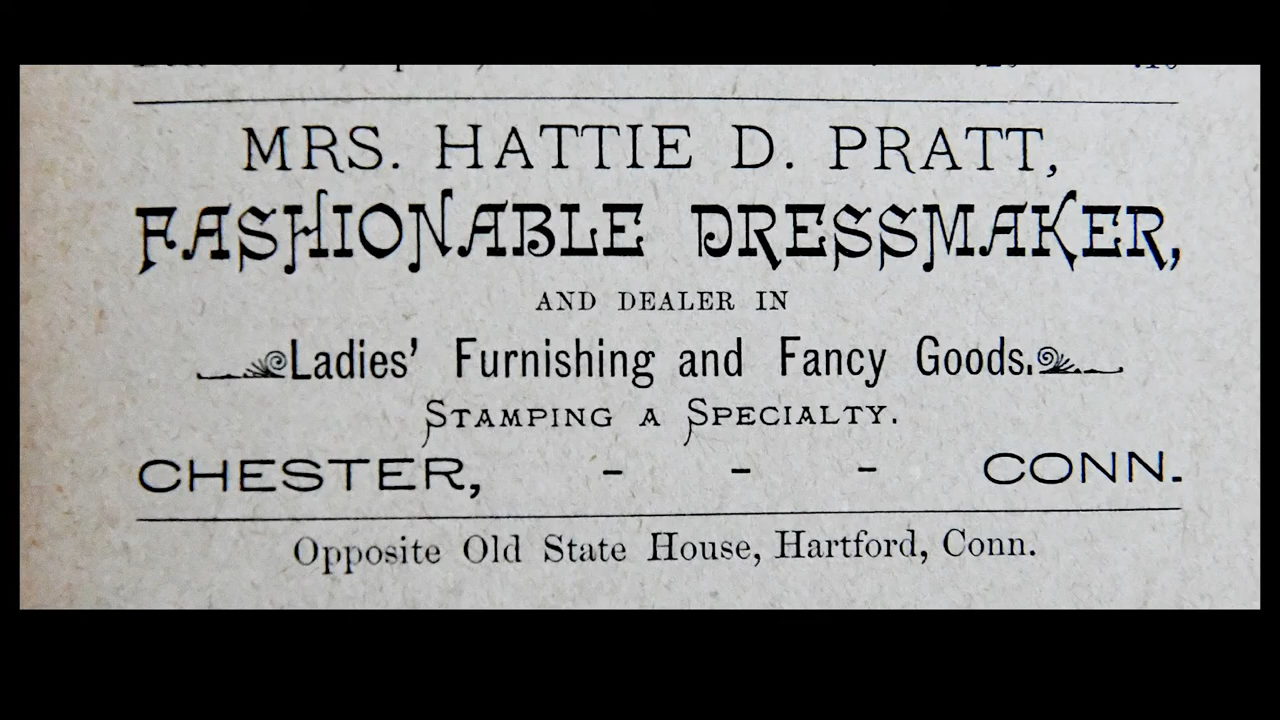 MRS. HATTIE D. PRATT,
FASHIONABLE DRESSMAKER,
AND DEALER IN
Ladies' Furnishing and Fancy Goods.
STAMPING A SPECIALTY.
CHESTER, - - - CONN.
Opposite Old State House, Hartford, Conn.